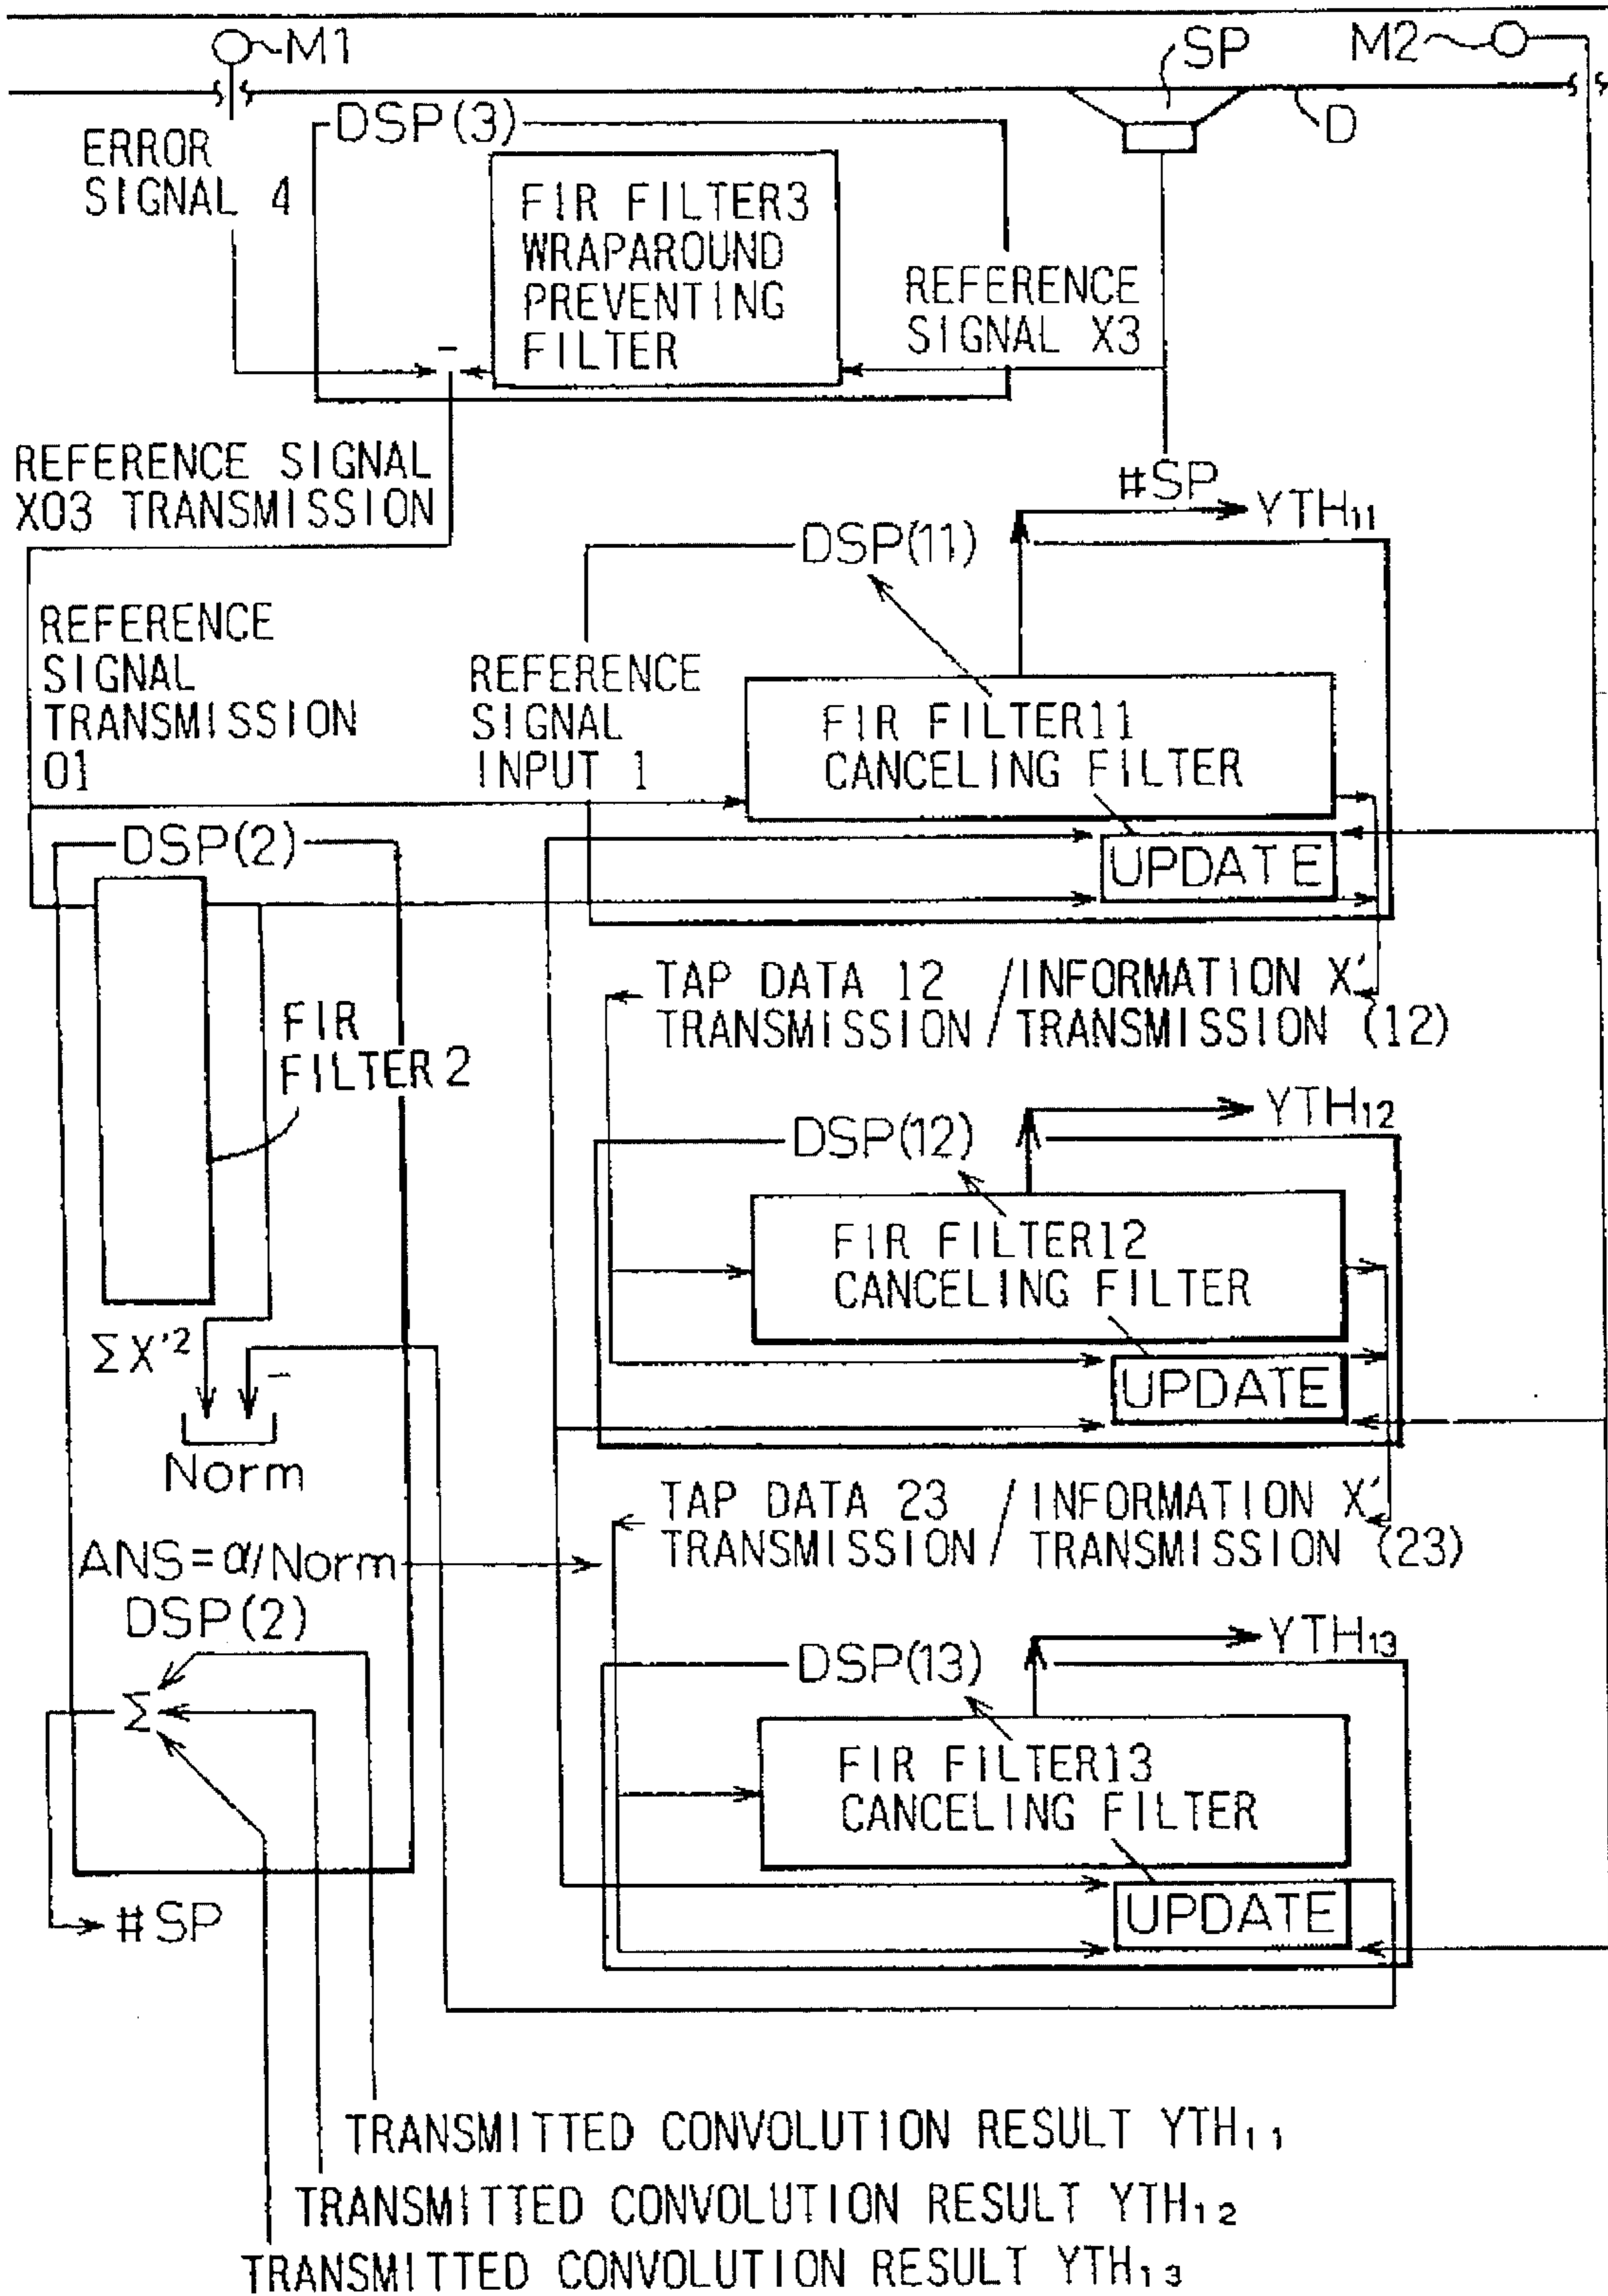 M1
SP
M2
D
DSP(3)
ERROR
SIGNAL 4
FIR FILTER3
WRAPAROUND
PREVENTING
FILTER
REFERENCE
SIGNAL X3
-
REFERENCE SIGNAL
X03 TRANSMISSION
#SP
YTH11
DSP(11)
REFERENCE
SIGNAL
TRANSMISSION
01
REFERENCE
SIGNAL
INPUT 1
FIR FILTER11
CANCELING FILTER
UPDATE
DSP(2)
TAP DATA 12 / INFORMATION X'
TRANSMISSION / TRANSMISSION (12)
FIR
FILTER2
YTH12
DSP(12)
FIR FILTER12
CANCELING FILTER
UPDATE
ΣX'2
-
Norm
TAP DATA 23 / INFORMATION X'
TRANSMISSION / TRANSMISSION (23)
ANS=α/Norm
DSP(2)
YTH13
DSP(13)
Σ
FIR FILTER13
CANCELING FILTER
UPDATE
#SP
TRANSMITTED CONVOLUTION RESULT YTH11
TRANSMITTED CONVOLUTION RESULT YTH12
TRANSMITTED CONVOLUTION RESULT YTH13